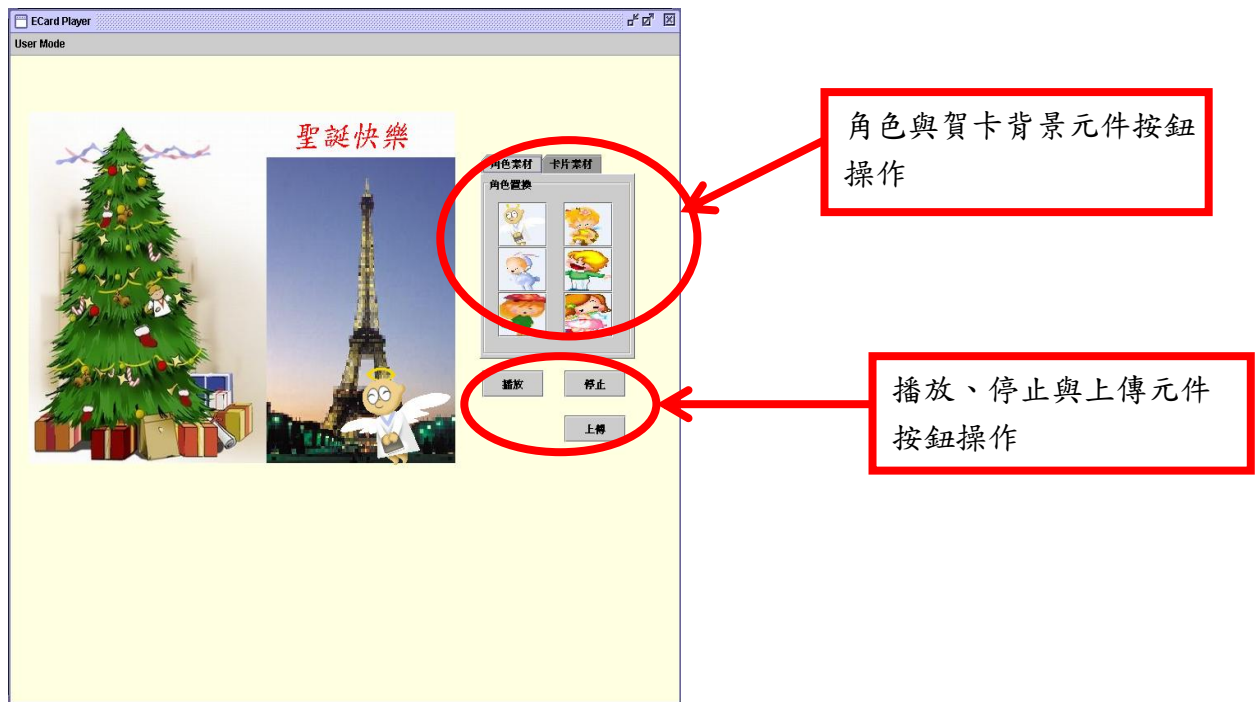 ECard Player
User Mode
聖誕快樂
角色素材
卡片素材
角色置換
播放
停止
上傳
角色與賀卡背景元件按鈕
操作
播放、停止與上傳元件
按鈕操作